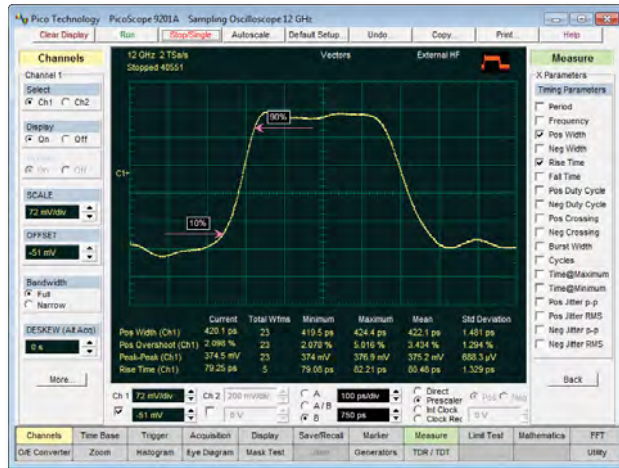 Pico Technology PicoScope 9201A Sampling Oscilloscope 12 GHz
Clear Display Run Stop/Single Autoscale... Default Setup... Undo... Copy... Print... Help
Channels
Channel 1
Select
Ch1 Ch2
Display
On Off
On Off
SCALE
72 mV/div
OFFSET
-51 mV
Bandwidth
Full
Narrow
DESKEW (Alt Acq)
0 s
More...
12 GHz 2 TSa/s Vectors External HF
Stopped 40551
90%
C1
10%
Current Total Wfms Minimum Maximum Mean Std Deviation
Pos Width (Ch1) 420.1 ps 23 419.5 ps 424.4 ps 422.1 ps 1.481 ps
Pos Overshoot (Ch1) 2.098 % 23 2.078 % 5.016 % 3.434 % 1.294 %
Peak-Peak (Ch1) 374.5 mV 23 374 mV 376.9 mV 375.2 mV 688.3 µV
Rise Time (Ch1) 79.25 ps 5 79.06 ps 82.21 ps 80.46 ps 1.329 ps
Measure
X Parameters
Timing Parameters
Period
Frequency
Pos Width
Neg Width
Rise Time
Fall Time
Pos Duty Cycle
Neg Duty Cycle
Pos Crossing
Neg Crossing
Burst Width
Cycles
Time@Maximum
Time@Minimum
Pos Jitter p-p
Pos Jitter RMS
Neg Jitter p-p
Neg Jitter RMS
Back
Ch 1 72 mV/div Ch 2 200 mV/div A 100 ps/div Direct Pos Neg
A / B Prescaler
-51 mV 0 V B 750 ps Int Clock 0 V
Clock Rec
Channels Time Base Trigger Acquisition Display Save/Recall Marker Measure Limit Test Mathematics FFT
O/E Converter Zoom Histogram Eye Diagram Mask Test Generators TDR / TDT Utility